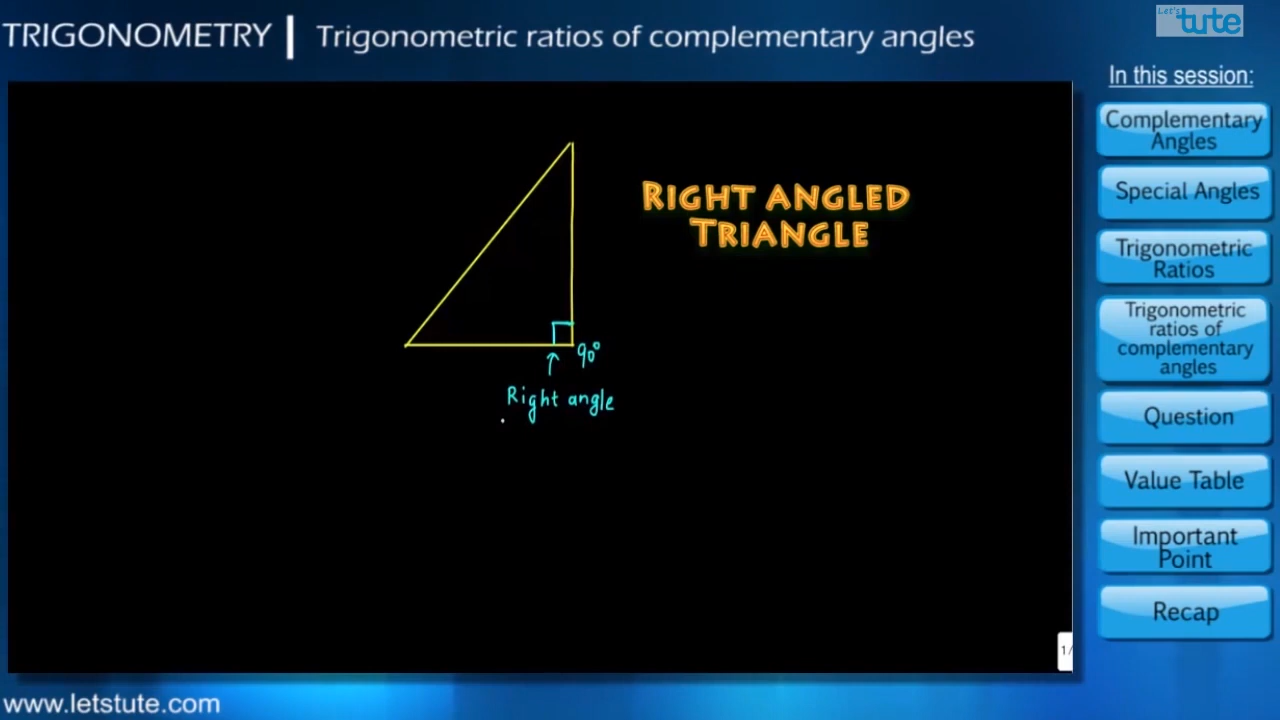 TRIGONOMETRY | Trigonometric ratios of complementary angles
Let's
tute
In this session:
Complementary
Angles
Special Angles
Trigonometric
Ratios
Trigonometric
ratios of
complementary
angles
Question
Value Table
Important
Point
Recap
RIGHT ANGLED
TRIANGLE
90°
Right angle
1/
www.letstute.com